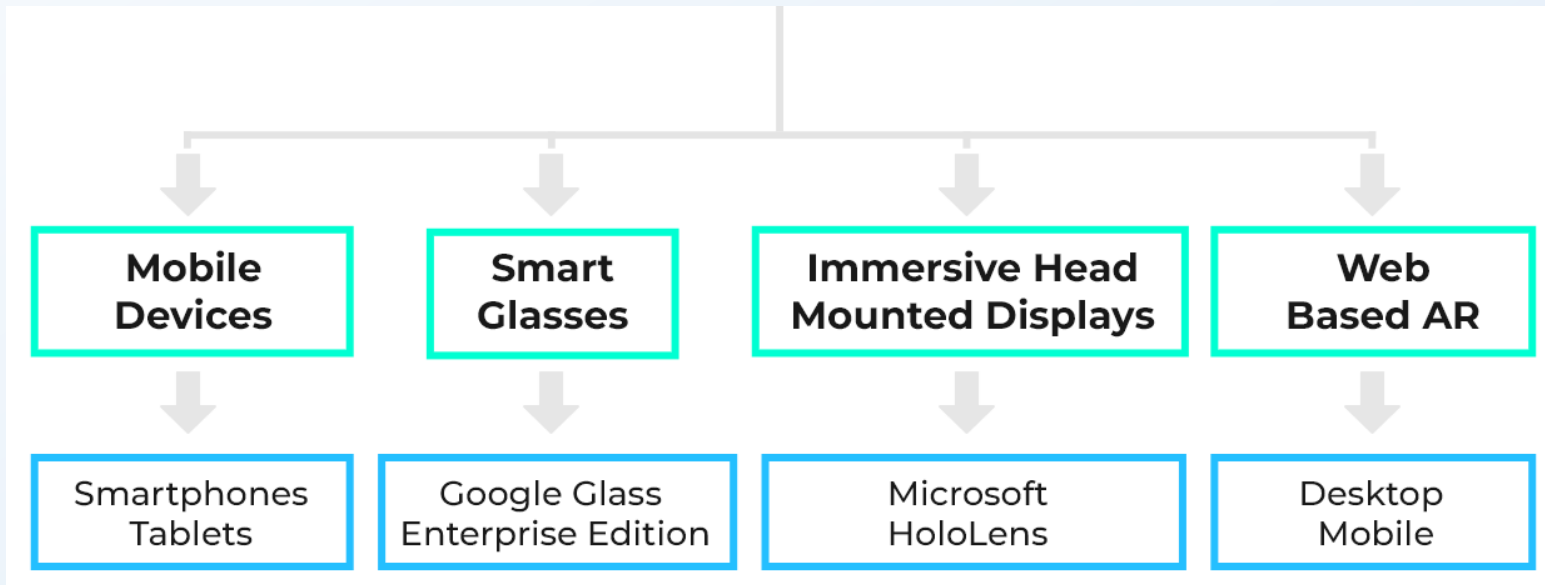 Mobile
Devices
Smart
Glasses
Immersive Head
Mounted Displays
Web
Based AR
Smartphones
Tablets
Google Glass
Enterprise Edition
Microsoft
HoloLens
Desktop
Mobile